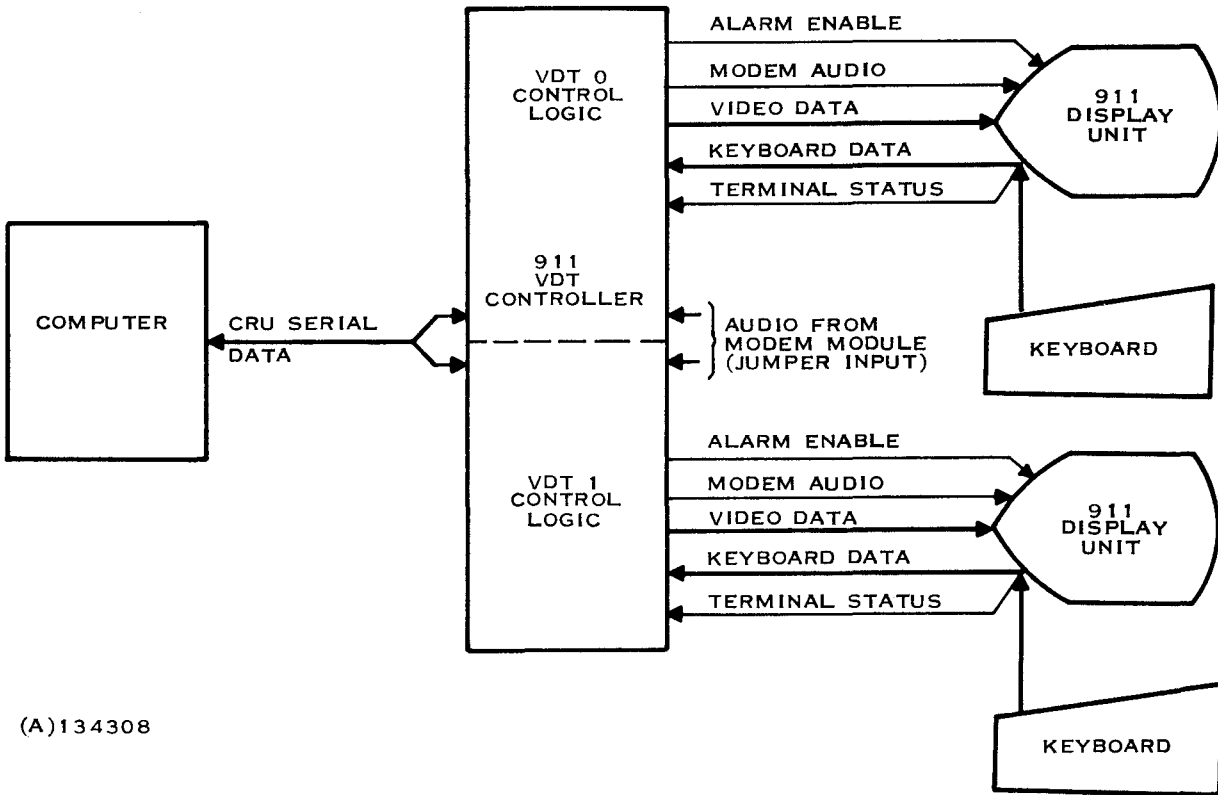 ALARM ENABLE
MODEM AUDIO
VIDEO DATA
KEYBOARD DATA
TERMINAL STATUS
VDT 0
CONTROL
LOGIC
911
DISPLAY
UNIT
911
VDT
CONTROLLER
COMPUTER
CRU SERIAL
DATA
AUDIO FROM
MODEM MODULE
(JUMPER INPUT)
KEYBOARD
ALARM ENABLE
MODEM AUDIO
VIDEO DATA
KEYBOARD DATA
TERMINAL STATUS
VDT 1
CONTROL
LOGIC
911
DISPLAY
UNIT
KEYBOARD
(A)134308